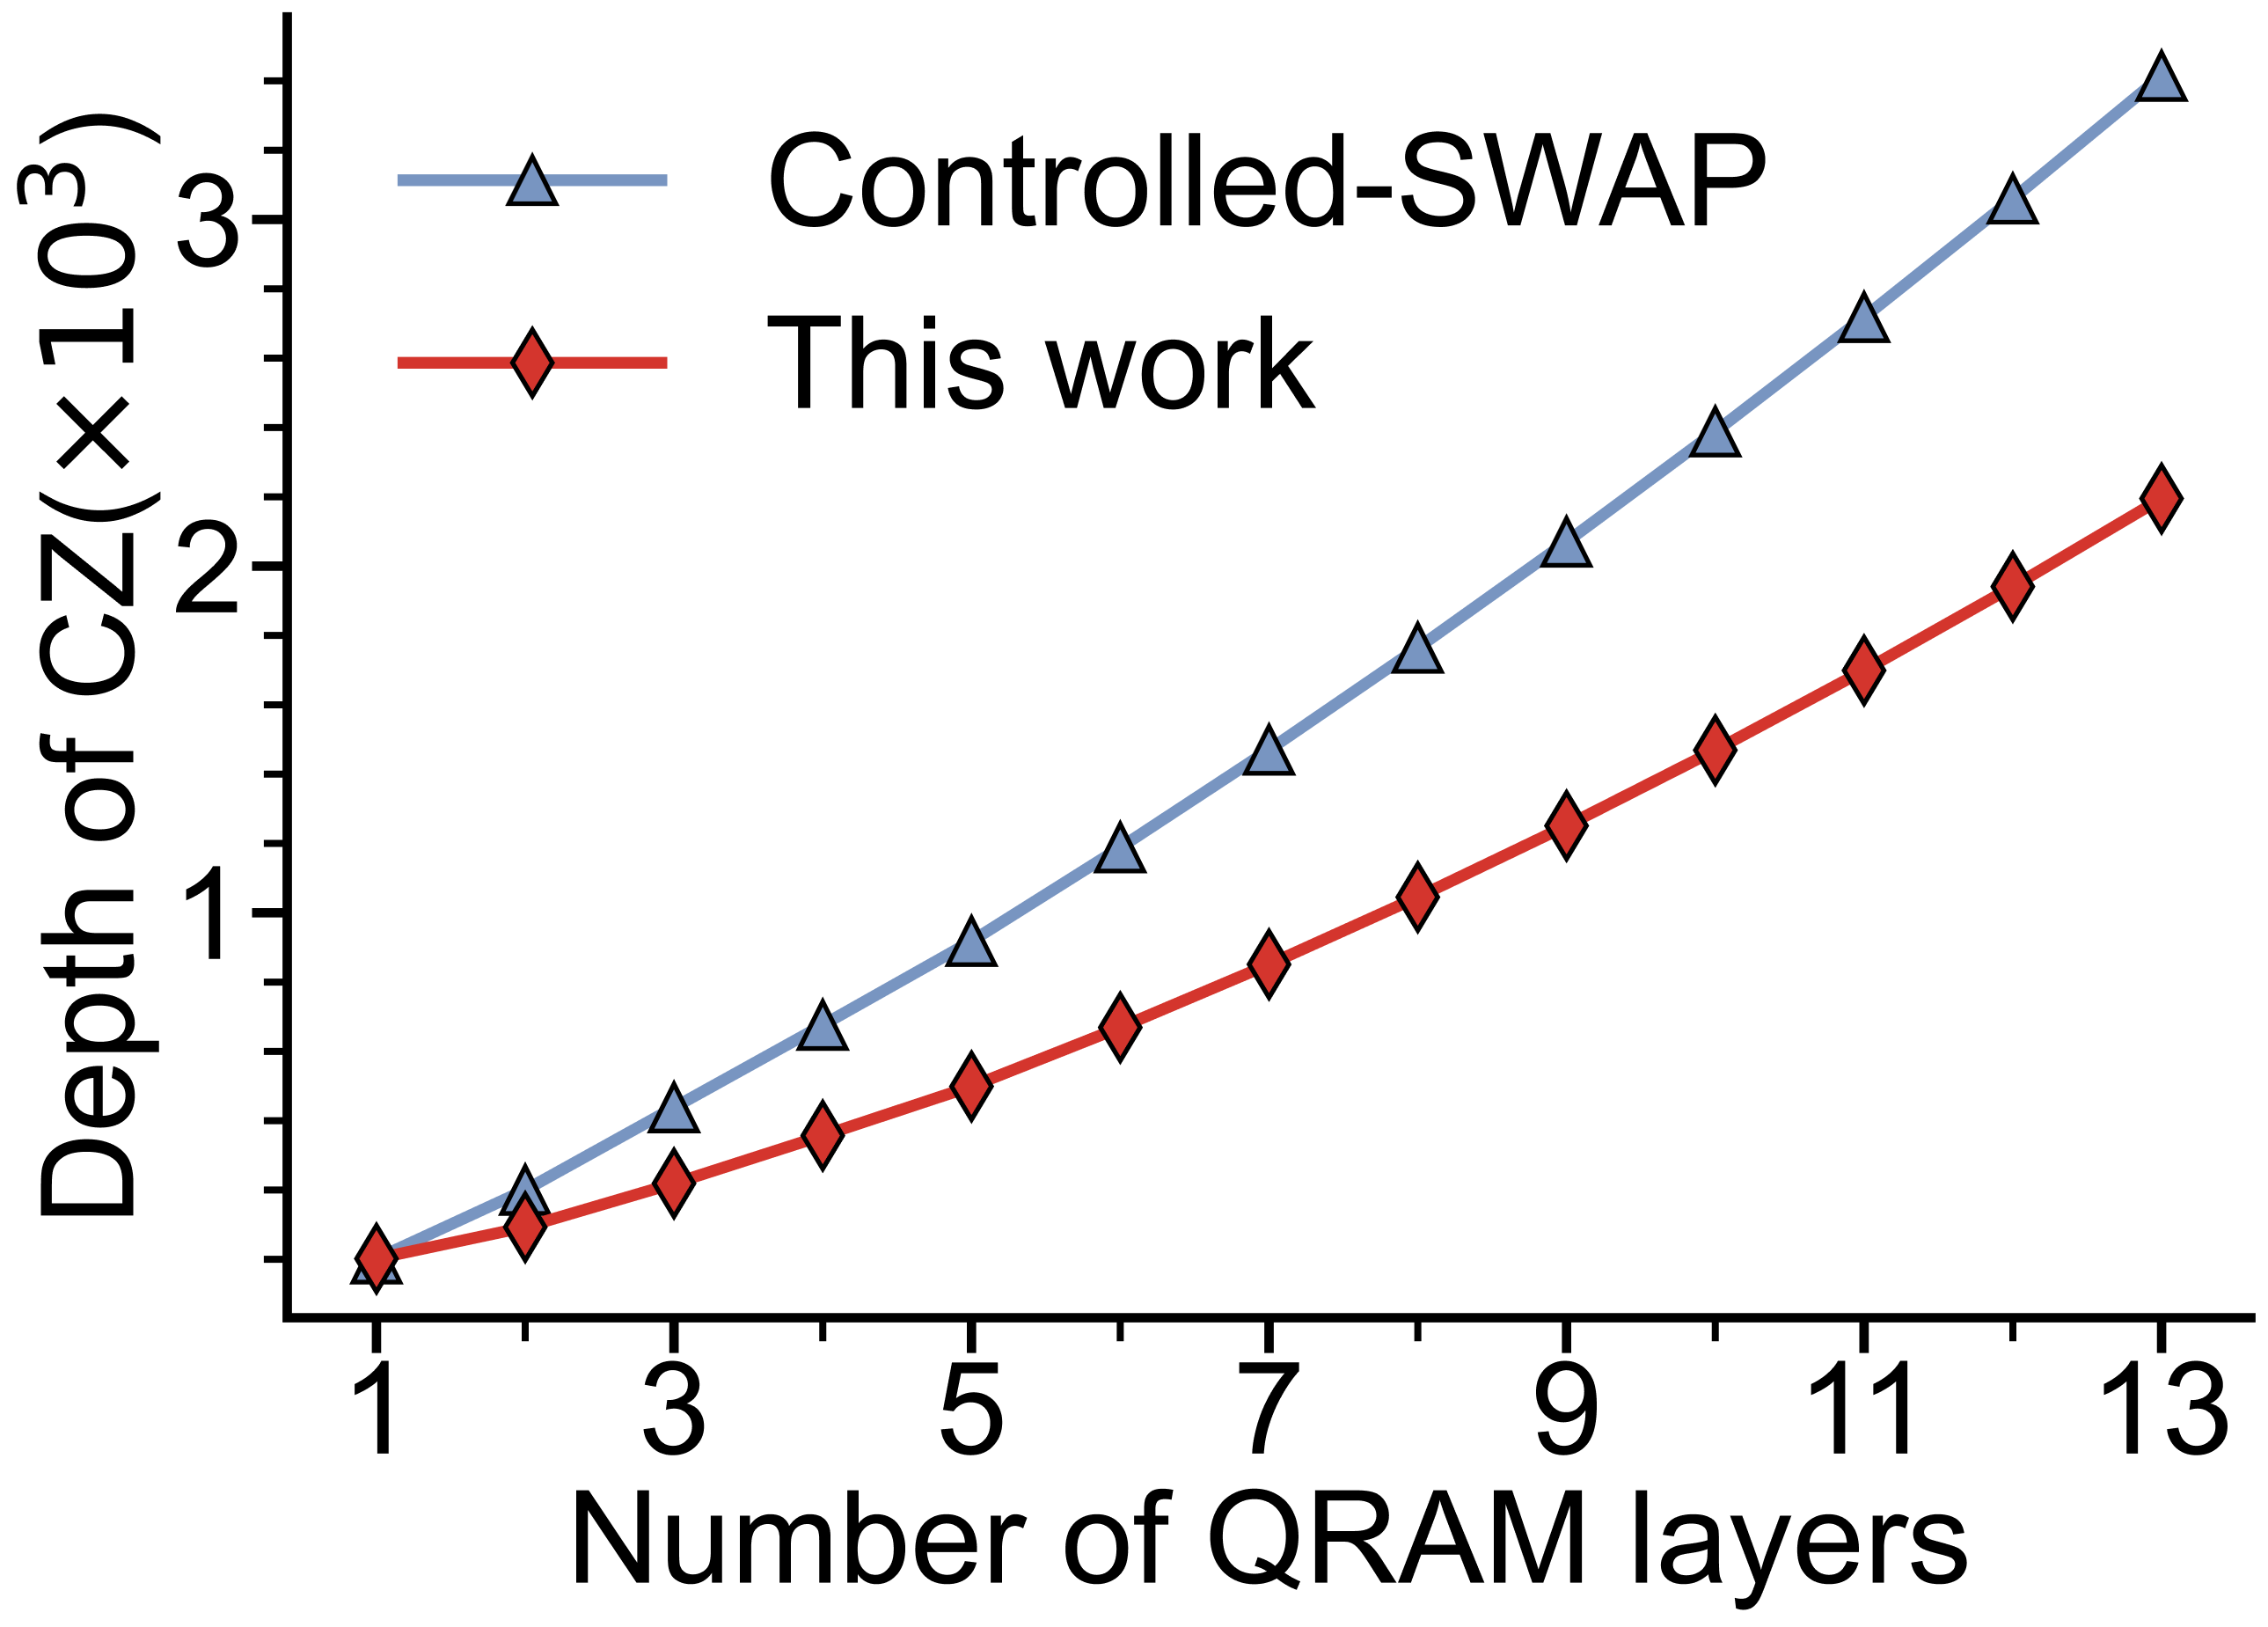 Depth of CZ(×10³)
3
2
1
Controlled-SWAP
This work
1 3 5 7 9 11 13
Number of QRAM layers